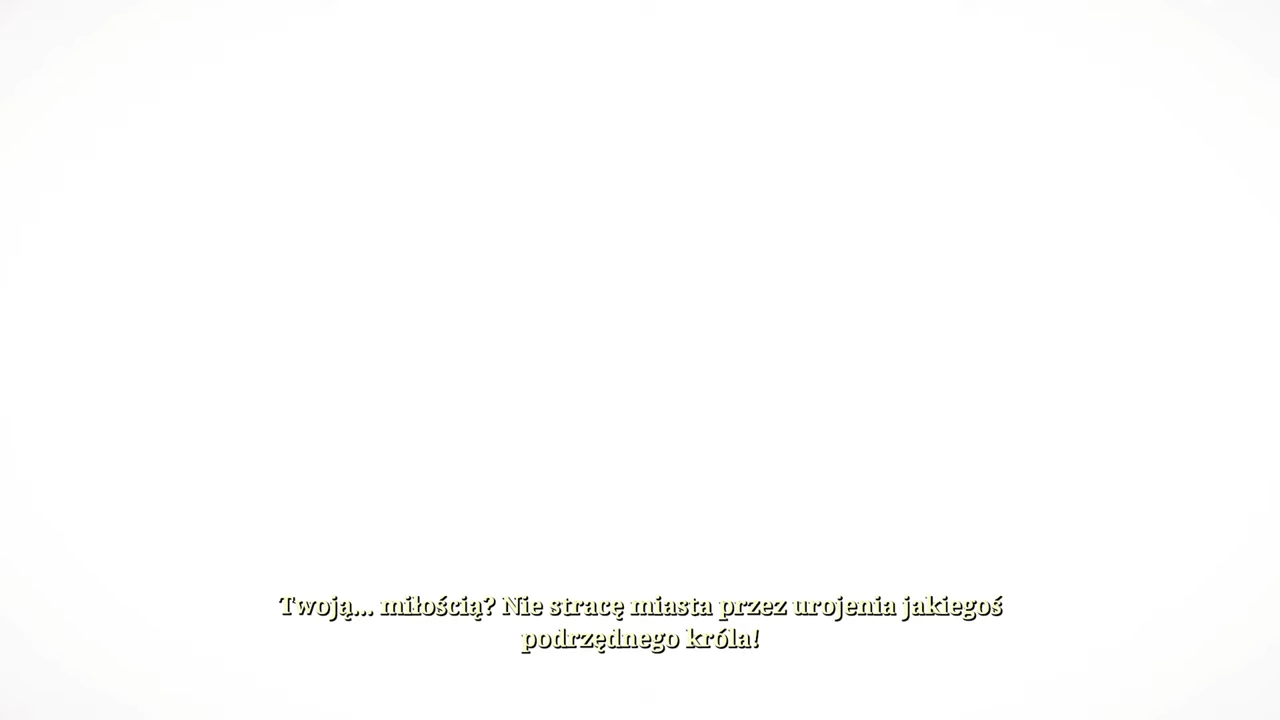 Twoją... miłością? Nie stracę miasta przez urojenia jakiegoś
podrzędnego króla!